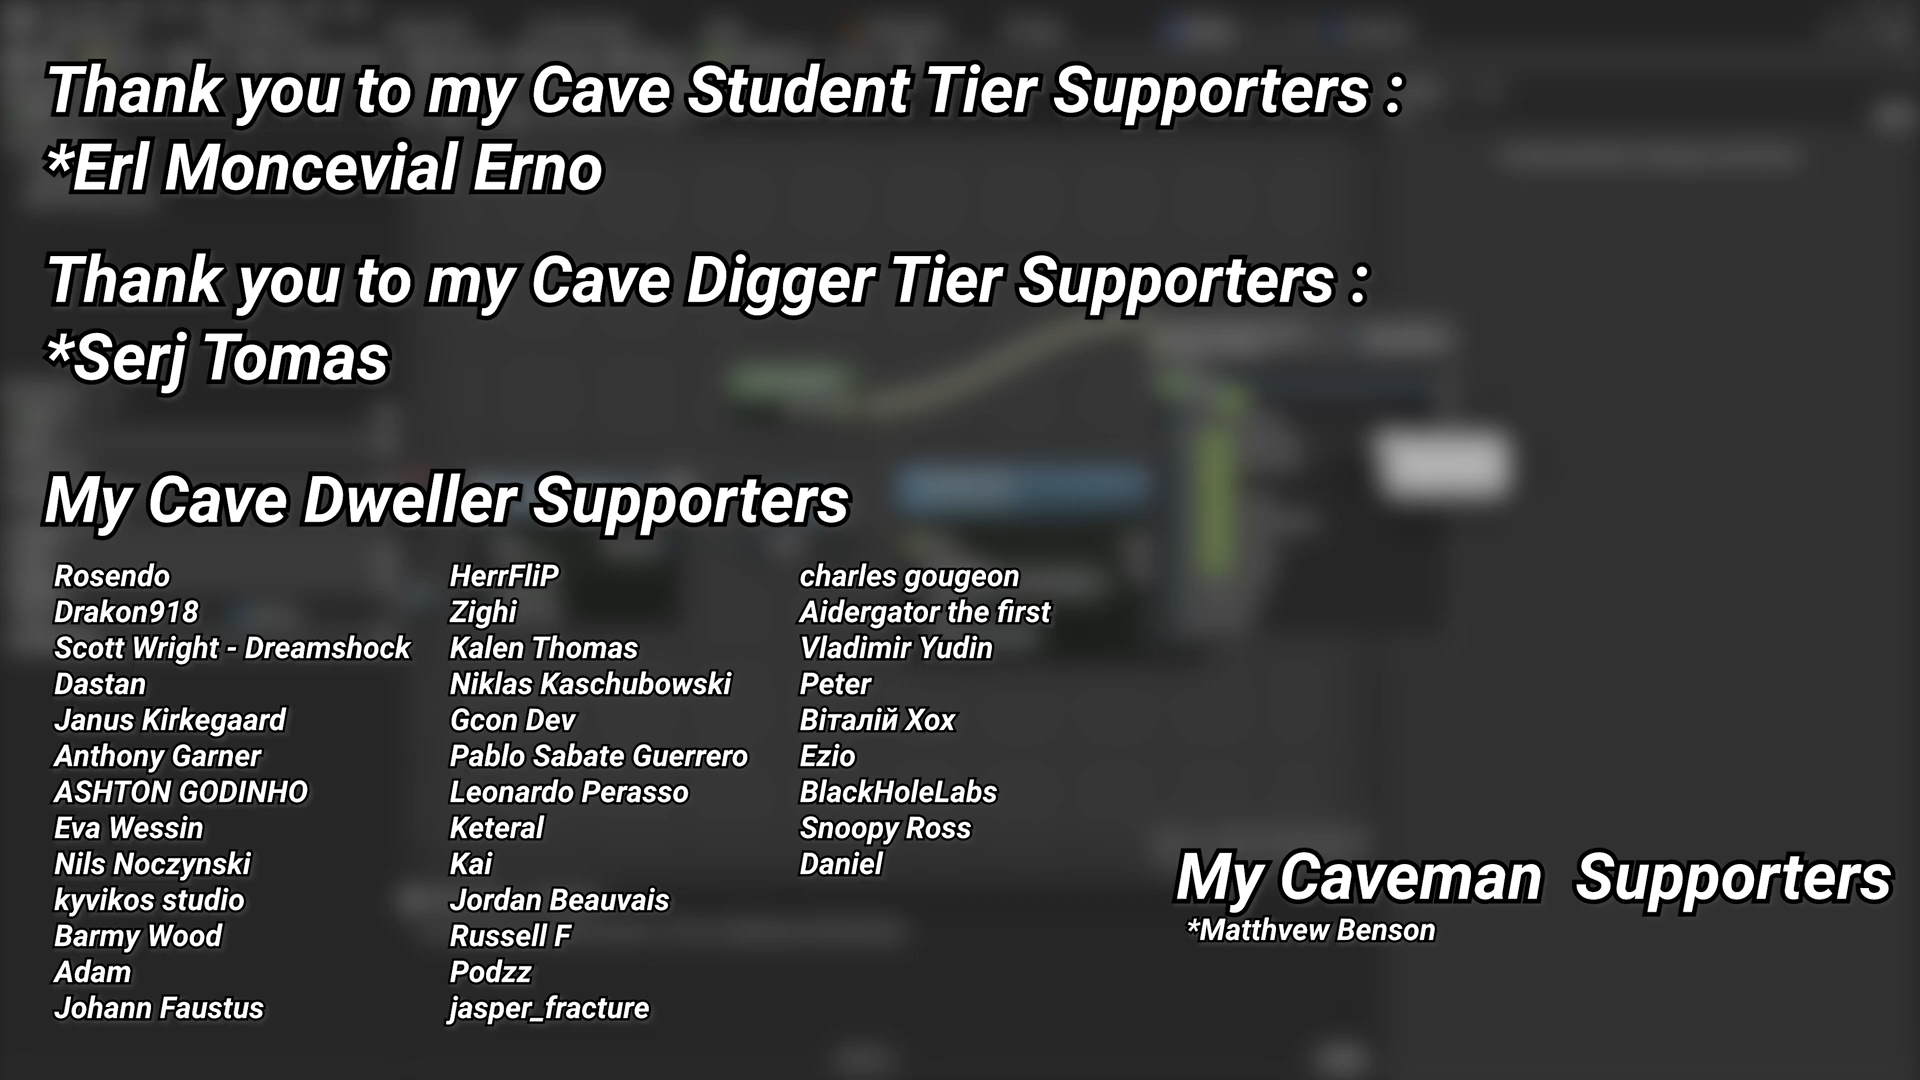 Thank you to my Cave Student Tier Supporters :
*Erl Moncevial Erno
Thank you to my Cave Digger Tier Supporters :
*Serj Tomas
My Cave Dweller Supporters
Rosendo
Drakon918
Scott Wright - Dreamshock
Dastan
Janus Kirkegaard
Anthony Garner
ASHTON GODINHO
Eva Wessin
Nils Noczynski
kyvikos studio
Barmy Wood
Adam
Johann Faustus
HerrFliP
Zighi
Kalen Thomas
Niklas Kaschubowski
Gcon Dev
Pablo Sabate Guerrero
Leonardo Perasso
Keteral
Kai
Jordan Beauvais
Russell F
Podzz
jasper_fracture
charles gougeon
Aidergator the first
Vladimir Yudin
Peter
Віталій Хох
Ezio
BlackHoleLabs
Snoopy Ross
Daniel
My Caveman  Supporters
*Matthvew Benson